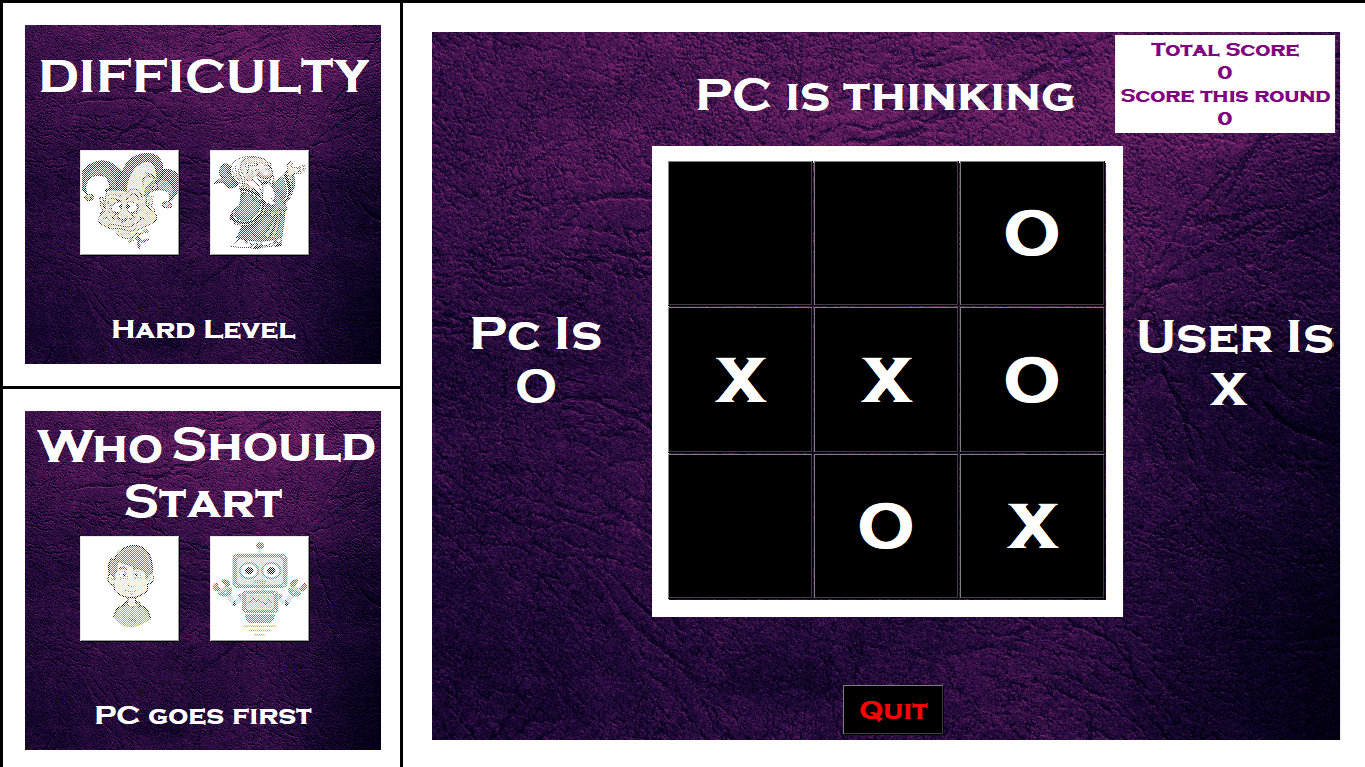 DIFFICULTY
Hard Level
Who Should
Start
PC goes first
PC is thinking
Total Score
0
Score this round
0
Pc Is
O
O
X X O
O X
User Is
X
Quit